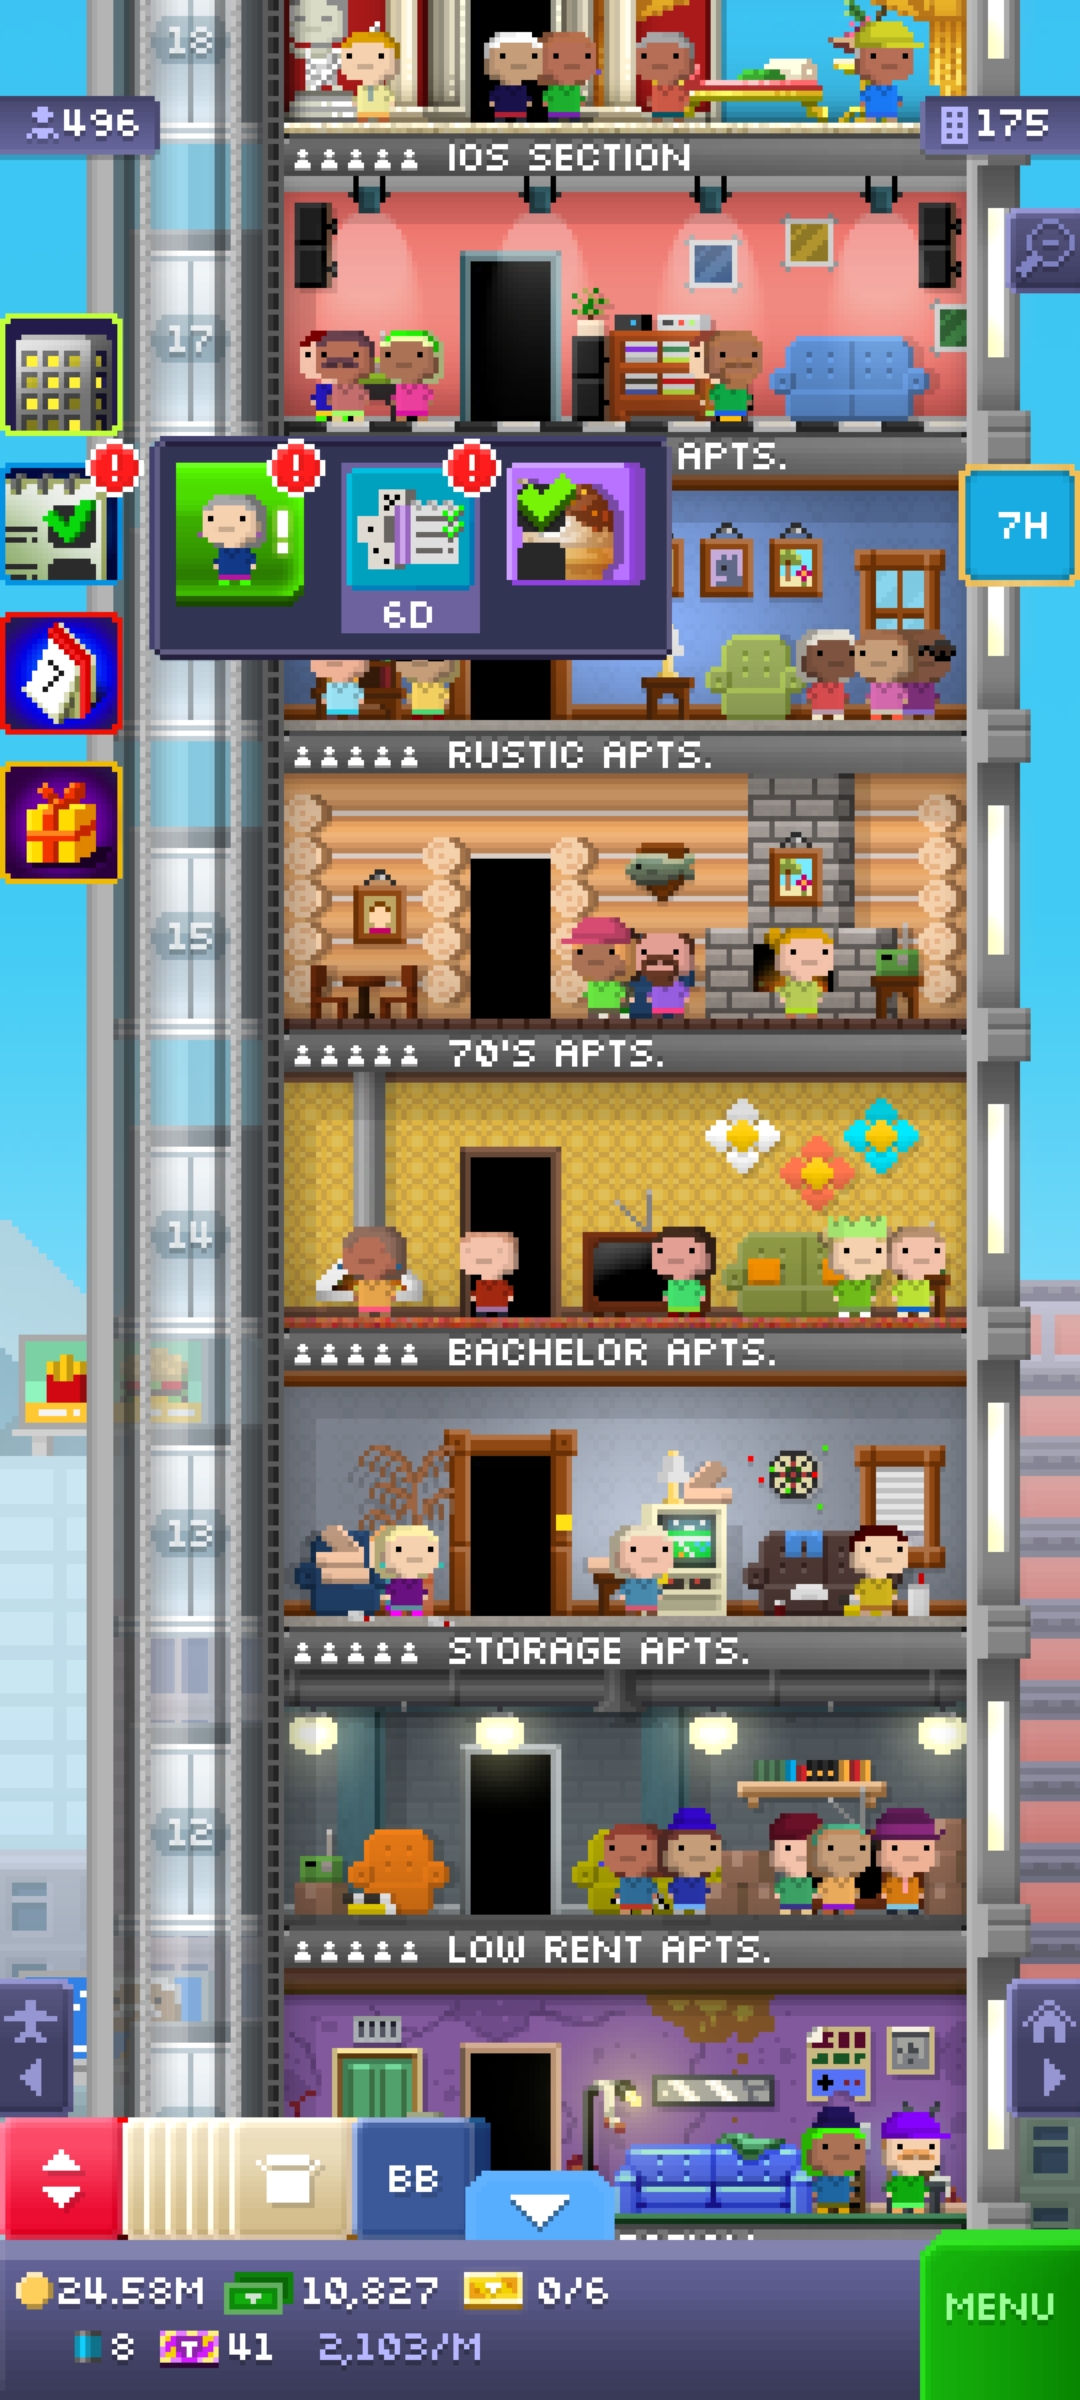 18
496
175
IOS SECTION
17
APTS.
7H
6D
7
RUSTIC APTS.
15
70'S APTS.
14
BACHELOR APTS.
13
STORAGE APTS.
12
LOW RENT APTS.
BB
24.58M 10,827 0/6
MENU
8 T 41 2,103/M